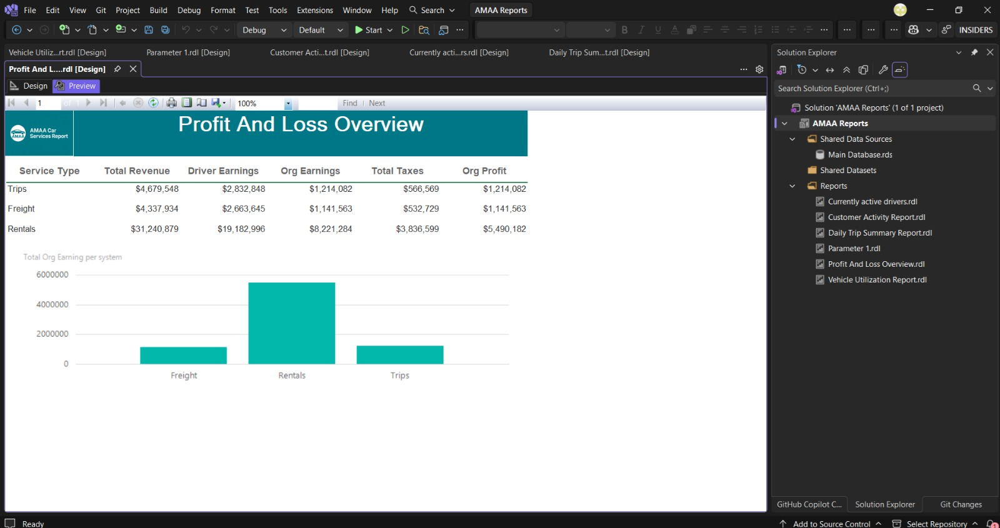 File Edit View Git Project Build Debug Format Test Tools Extensions Window Help Search AMAA Reports
Debug Default Start INSIDERS
Vehicle Utiliz...rt.rdl [Design] Parameter 1.rdl [Design] Customer Acti...t.rdl [Design] Currently acti...rs.rdl [Design] Daily Trip Sum...t.rdl [Design]
Profit And L....rdl [Design]
Design Preview
1 of 1 100% Find Next
AMAA Car
Services Report
AMAA
Profit And Loss Overview
Service Type Total Revenue Driver Earnings Org Earnings Total Taxes Org Profit
Trips $4,679,548 $2,832,848 $1,214,082 $566,569 $1,214,082
Freight $4,337,934 $2,663,645 $1,141,563 $532,729 $1,141,563
Rentals $31,240,879 $19,182,996 $8,221,284 $3,836,599 $5,490,182
Total Org Earning per system
6000000
4000000
2000000
0
Freight Rentals Trips
Solution Explorer
Search Solution Explorer (Ctrl+;)
Solution 'AMAA Reports' (1 of 1 project)
AMAA Reports
Shared Data Sources
Main Database.rds
Shared Datasets
Reports
Currently active drivers.rdl
Customer Activity Report.rdl
Daily Trip Summary Report.rdl
Parameter 1.rdl
Profit And Loss Overview.rdl
Vehicle Utilization Report.rdl
GitHub Copilot C... Solution Explorer Git Changes
Ready Add to Source Control Select Repository 1